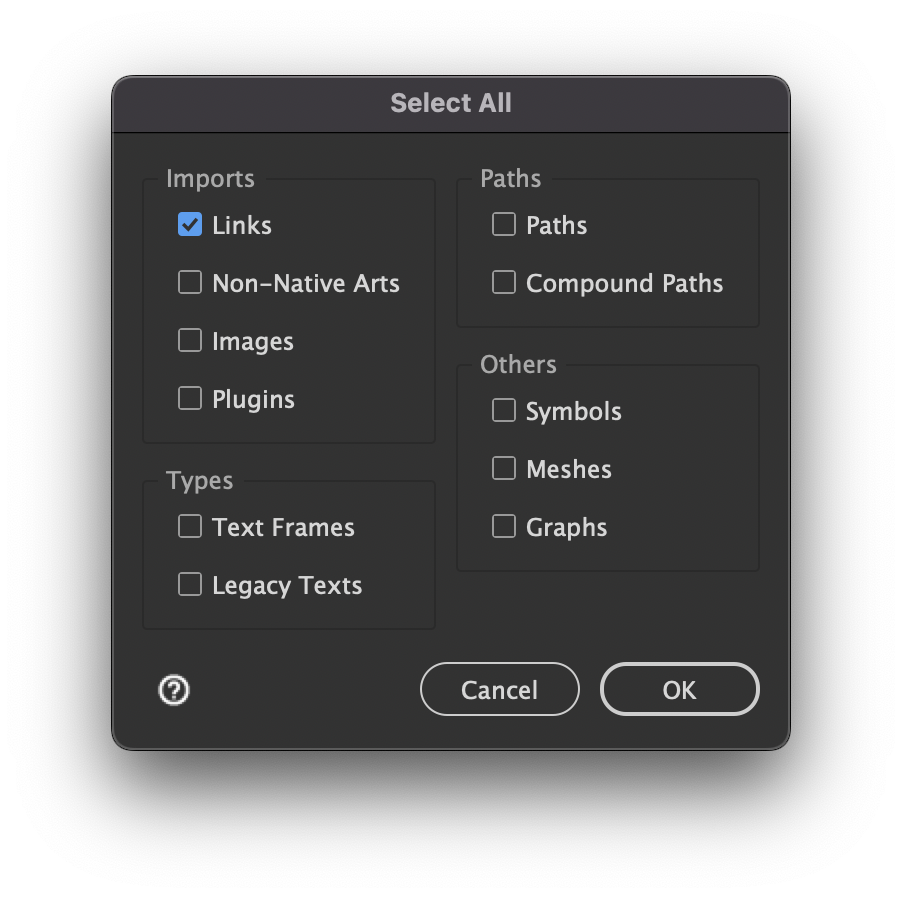 Select All
Imports
Links
Non-Native Arts
Images
Plugins
Types
Text Frames
Legacy Texts
Paths
Paths
Compound Paths
Others
Symbols
Meshes
Graphs
?
Cancel
OK